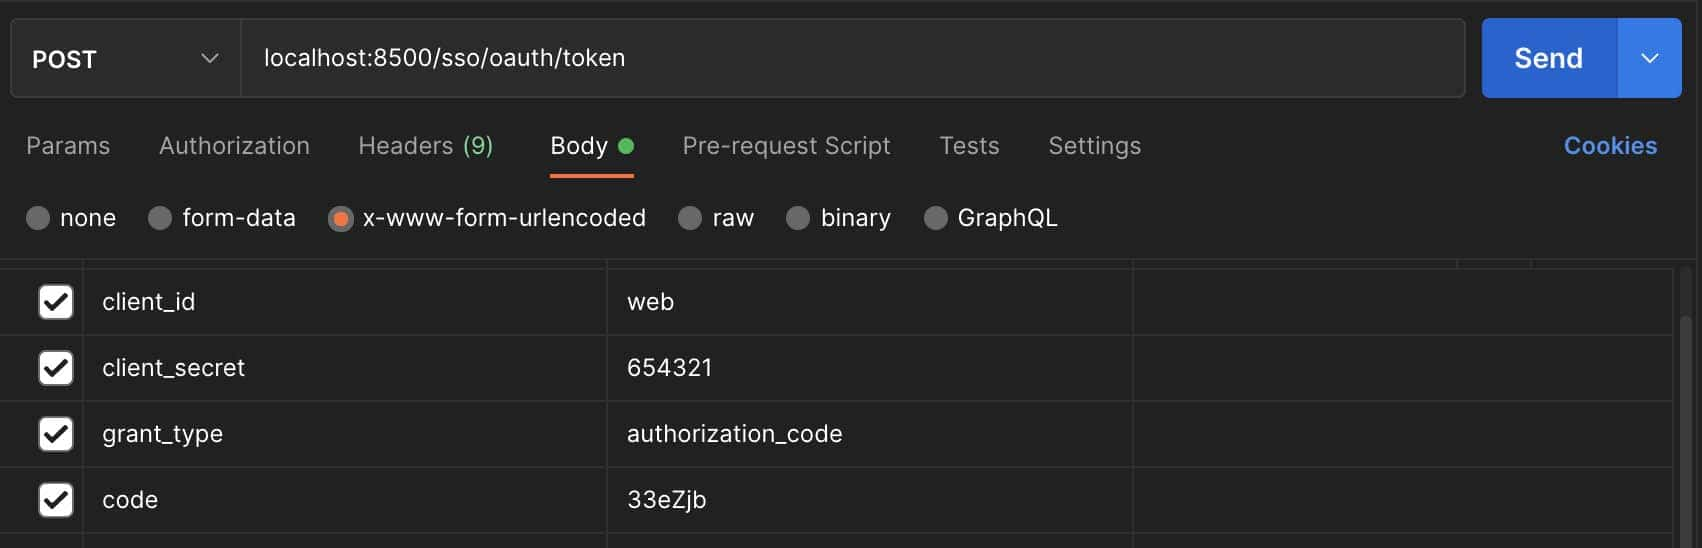 POST localhost:8500/sso/oauth/token Send
Params Authorization Headers (9) Body Pre-request Script Tests Settings Cookies
none form-data x-www-form-urlencoded raw binary GraphQL
client_id web
client_secret 654321
grant_type authorization_code
code 33eZjb